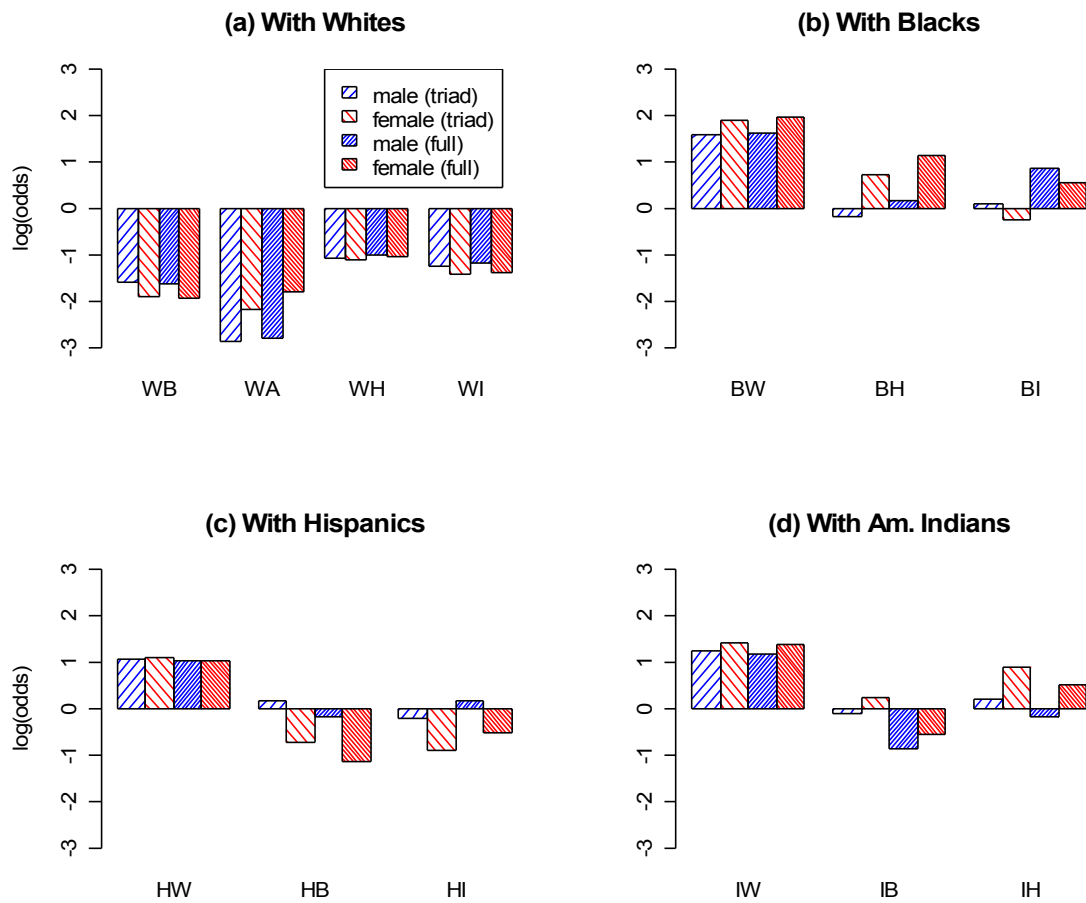 (a) With Whites
log(odds)
3
2
1
0
-1
-2
-3
male (triad)
female (triad)
male (full)
female (full)
WB WA WH WI
(b) With Blacks
3
2
1
0
-1
-2
-3
BW BH BI
(c) With Hispanics
log(odds)
3
2
1
0
-1
-2
-3
HW HB HI
(d) With Am. Indians
3
2
1
0
-1
-2
-3
IW IB IH